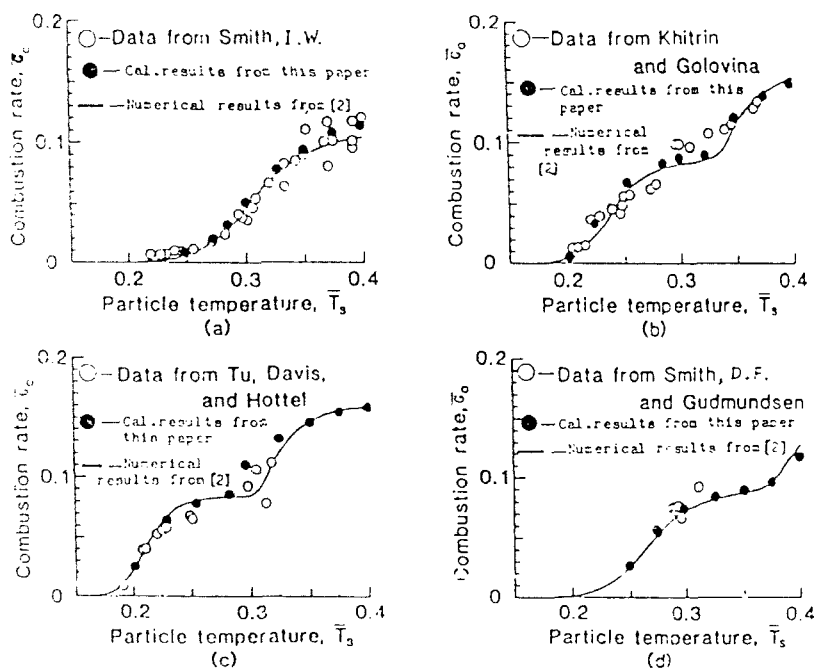 0.2
Data from Smith, I.W.
Cal.results from this paper
—Numerical results from [2]
0.1
0
0.2
0.3
0.4
Combustion rate, σ̅c
Particle temperature, T̅s
(a)
0.2
Data from Khitrin
and Golovina
Cal.results from this
paper
—Numerical
results from
[2]
0.1
0
0.2
0.3
0.4
Combustion rate, σ̅a
Particle temperature, T̅s
(b)
0.2
Data from Tu, Davis,
and Hottel
Cal.results from
thin paper
—Numerical
results from [2]
0.1
0
0.2
0.3
0.4
Combustion rate,
Particle temperature, T̅s
(c)
0.2
Data from Smith, D.F.
and Gudmundsen
Cal.results from this paper
—Numerical results from [2]
0.1
0
0.2
0.3
0.4
Combustion rate, σ̅a
Particle temperature, T̅s
(d)